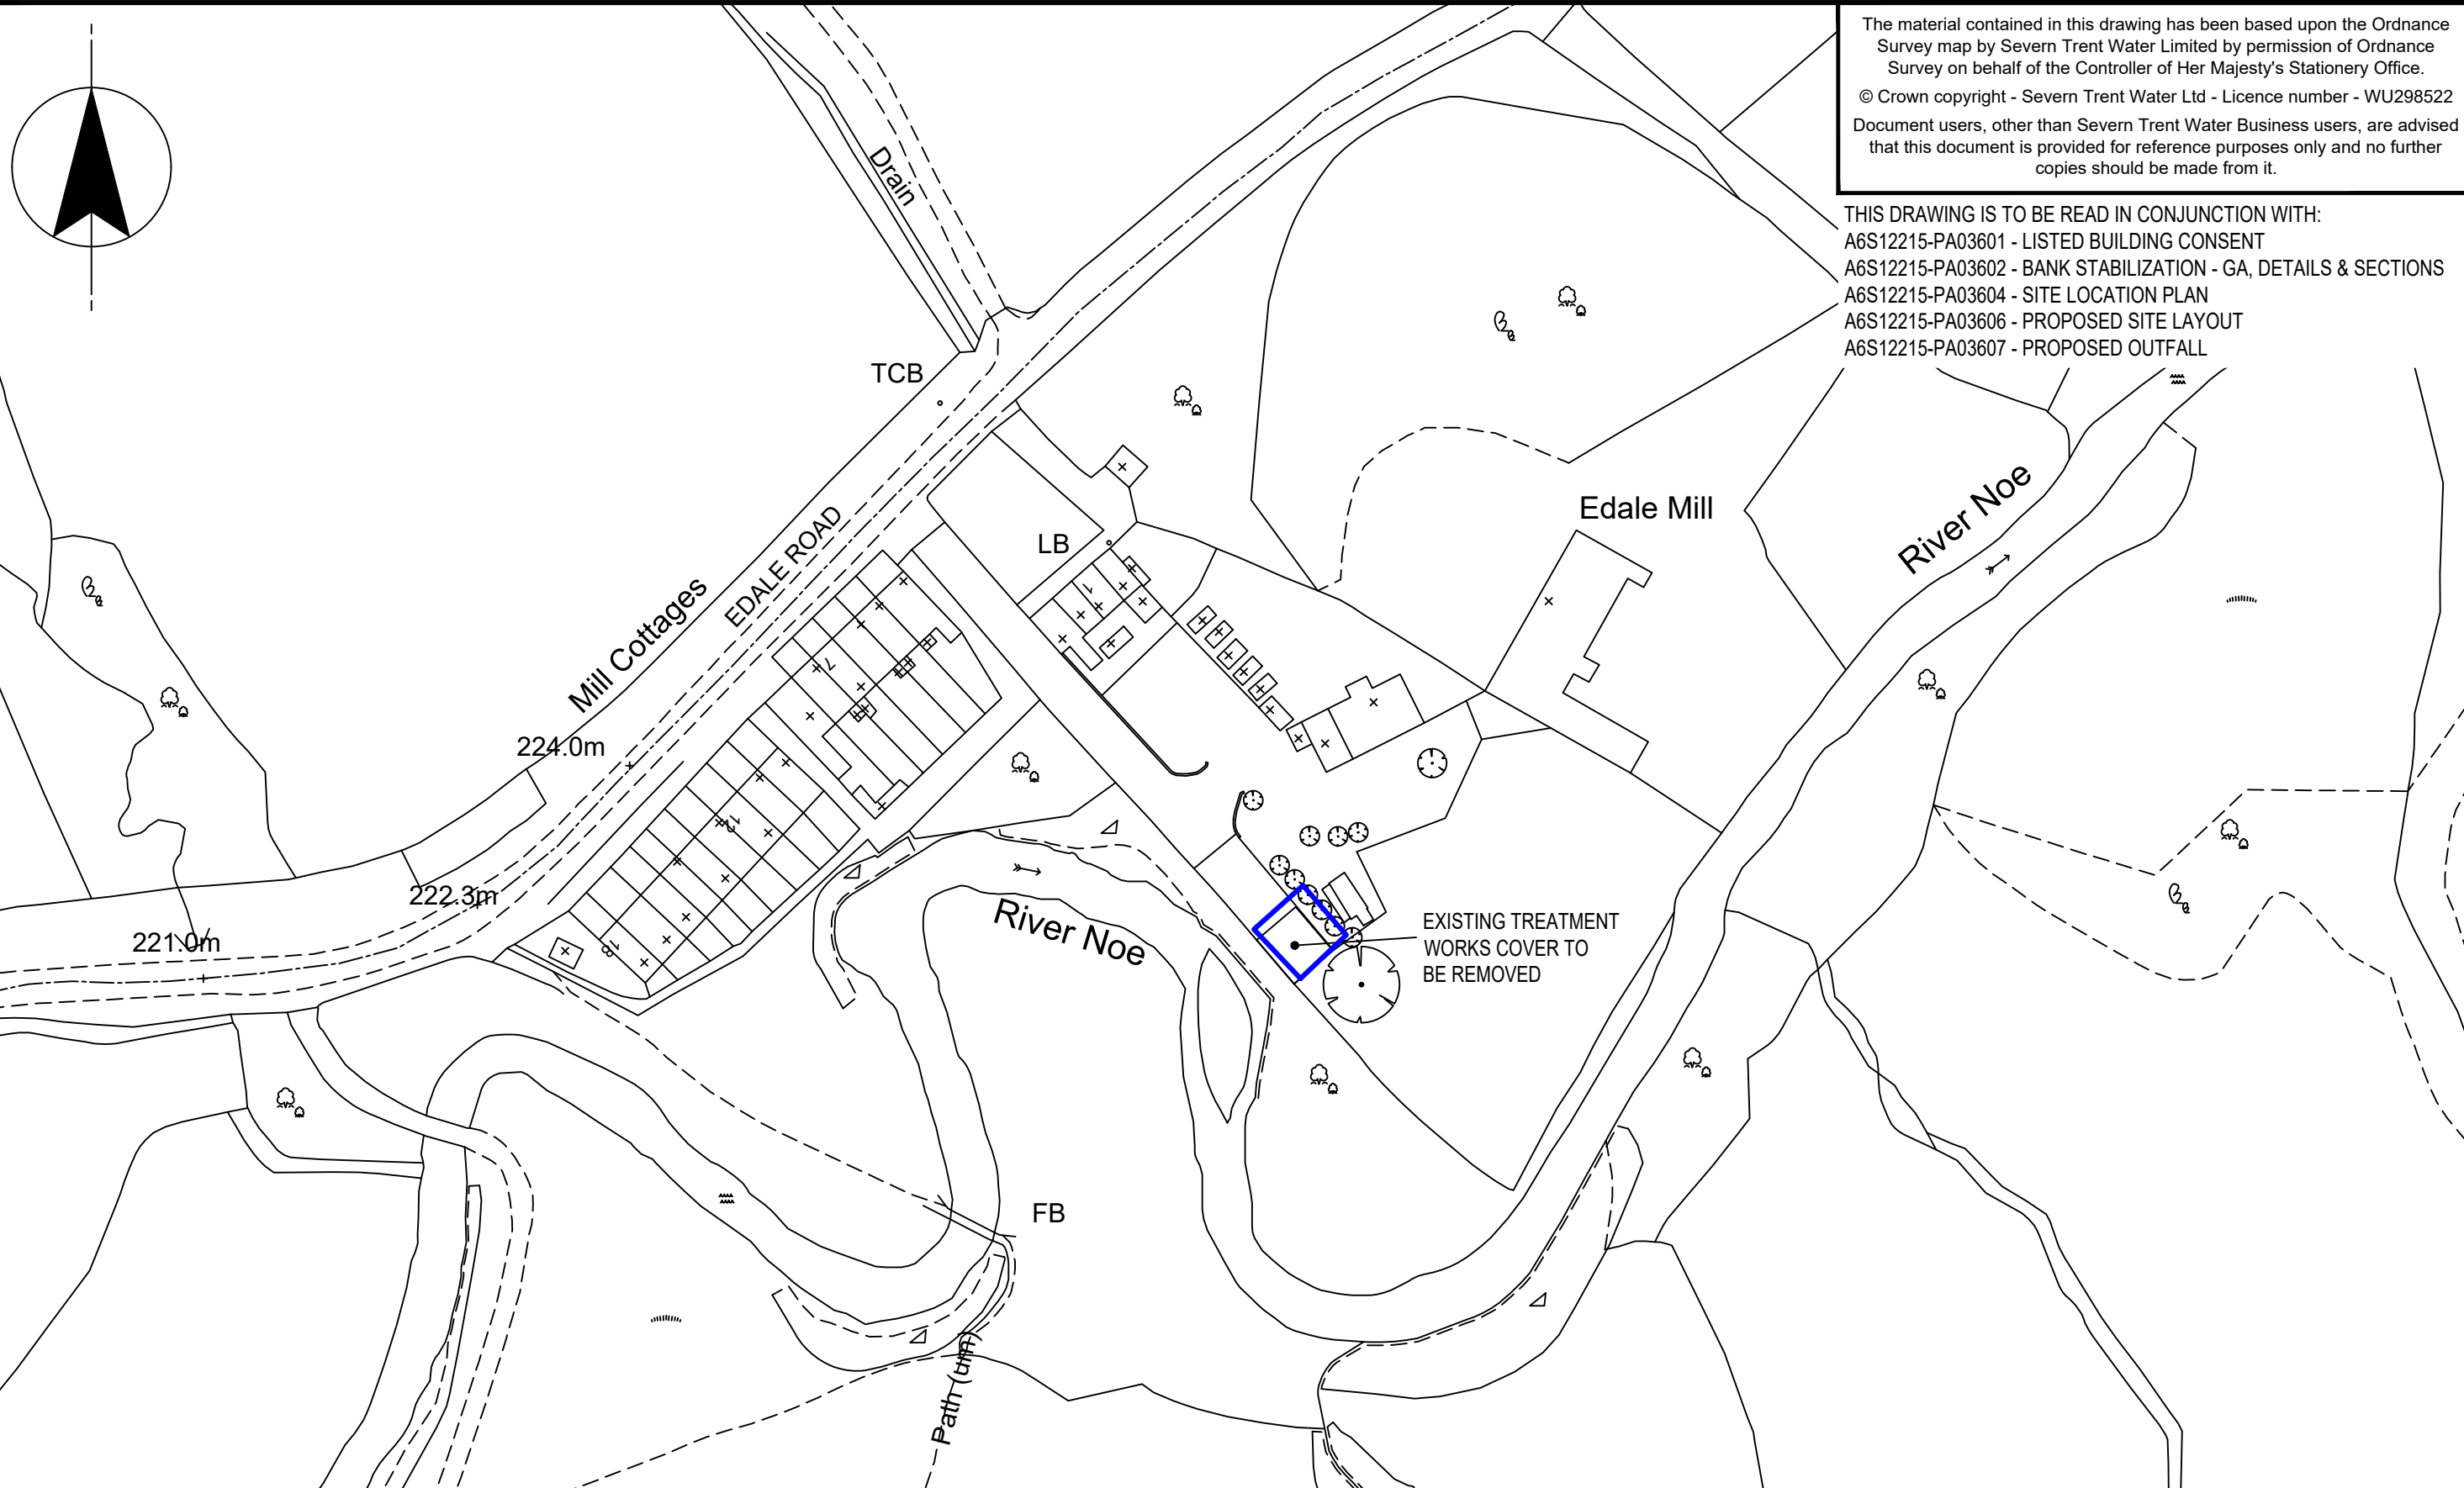 The material contained in this drawing has been based upon the Ordnance
Survey map by Severn Trent Water Limited by permission of Ordnance
Survey on behalf of the Controller of Her Majesty's Stationery Office.
© Crown copyright - Severn Trent Water Ltd - Licence number - WU298522
Document users, other than Severn Trent Water Business users, are advised
that this document is provided for reference purposes only and no further
copies should be made from it.
THIS DRAWING IS TO BE READ IN CONJUNCTION WITH:
A6S12215-PA03601 - LISTED BUILDING CONSENT
A6S12215-PA03602 - BANK STABILIZATION - GA, DETAILS & SECTIONS
A6S12215-PA03604 - SITE LOCATION PLAN
A6S12215-PA03606 - PROPOSED SITE LAYOUT
A6S12215-PA03607 - PROPOSED OUTFALL
Drain
TCB
Edale Mill
River Noe
LB
EDALE ROAD
Mill Cottages
1
7
224.0m
12
222.3m
221.0m
18
River Noe
EXISTING TREATMENT
WORKS COVER TO
BE REMOVED
FB
Path (um)